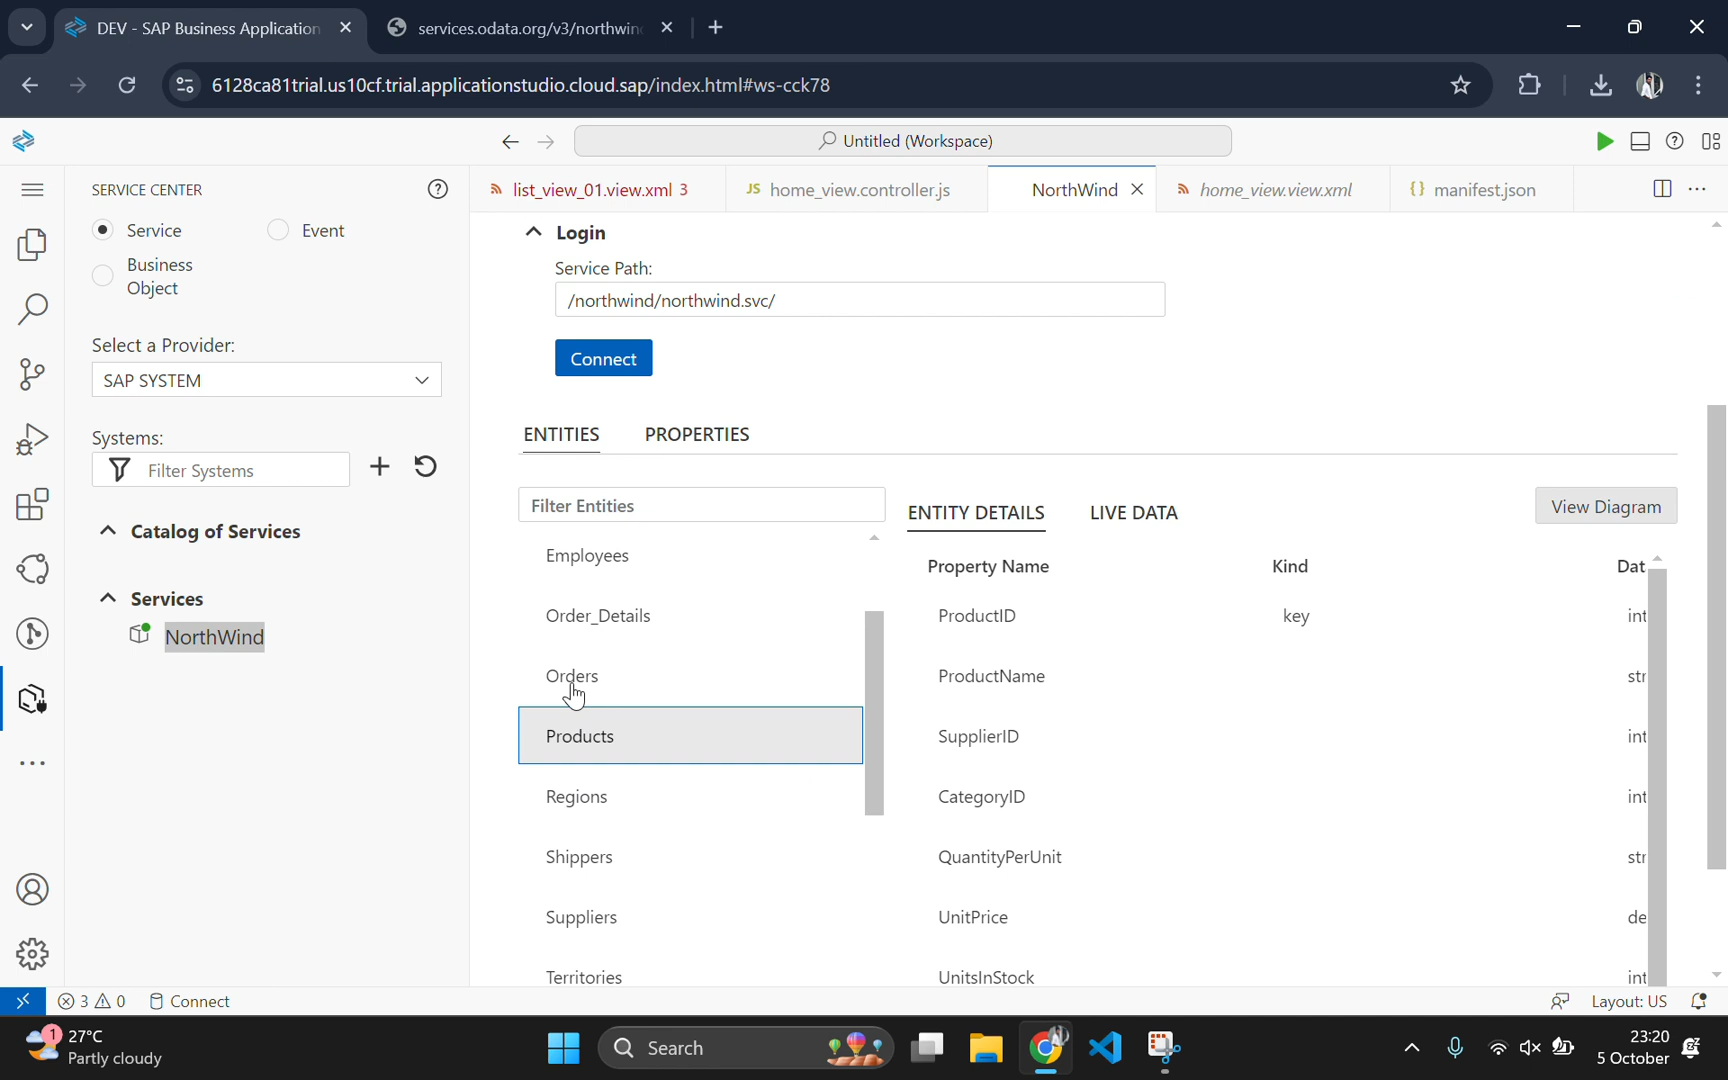 DEV - SAP Business Application
services.odata.org/v3/northwin
6128ca81trial.us10cf.trial.applicationstudio.cloud.sap/index.html#ws-cck78
Untitled (Workspace)
SERVICE CENTER
Service
Event
Business
Object
Select a Provider:
SAP SYSTEM
Systems:
Filter Systems
Catalog of Services
Services
NorthWind
list_view_01.view.xml 3
JS home_view.controller.js
NorthWind
home_view.view.xml
{} manifest.json
Login
Service Path:
/northwind/northwind.svc/
Connect
ENTITIES
PROPERTIES
Filter Entities
ENTITY DETAILS
LIVE DATA
View Diagram
Employees
Order_Details
Orders
Products
Regions
Shippers
Suppliers
Territories
Property Name
Kind
Dat
ProductID
key
int
ProductName
str
SupplierID
int
CategoryID
int
QuantityPerUnit
str
UnitPrice
de
UnitsInStock
int
3
0
Connect
Layout: US
1
27°C
Partly cloudy
Search
23:20
5 October